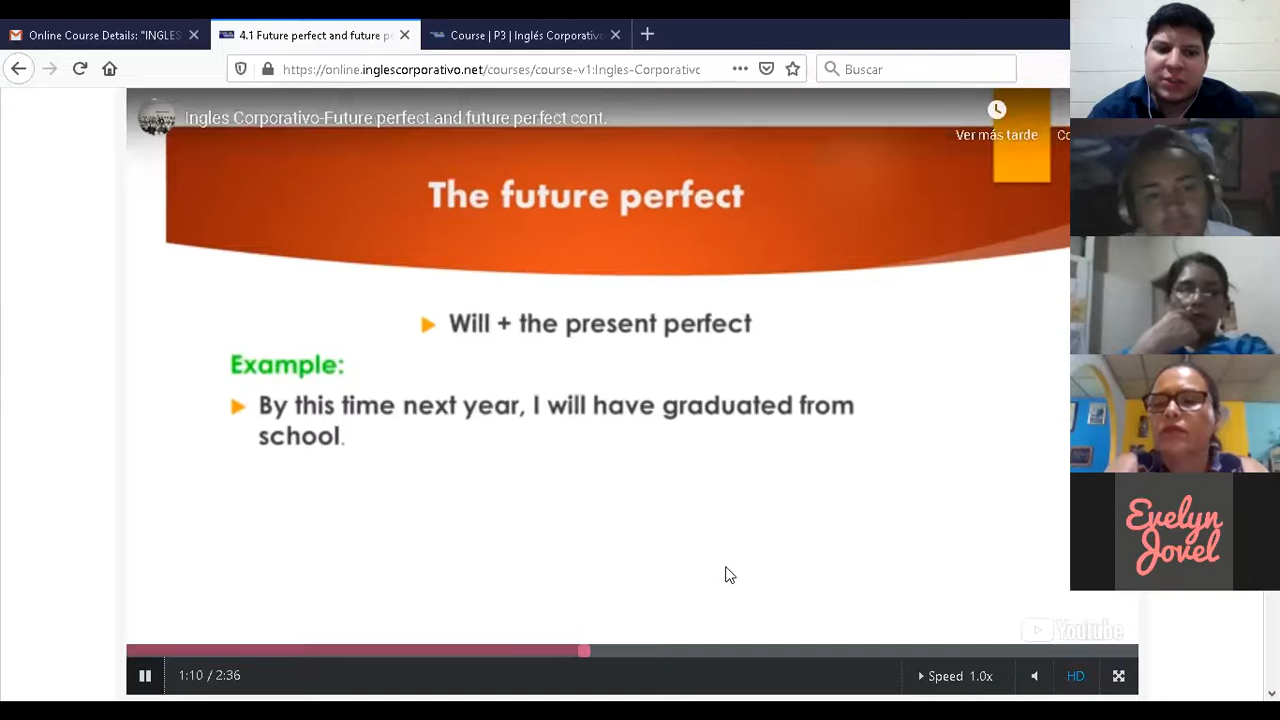 Online Course Details: "INGLES
4.1 Future perfect and future pe
Course | P3 | Inglés Corporativo
https://online.inglescorporativo.net/courses/course-v1:Ingles-Corporativo
Buscar
Ingles Corporativo-Future perfect and future perfect cont.
Ver más tarde
Co
The future perfect
Will + the present perfect
Example:
By this time next year, I will have graduated from
school.
Evelyn
Jovel
YouTube
1:10 / 2:36
Speed 1.0x
HD